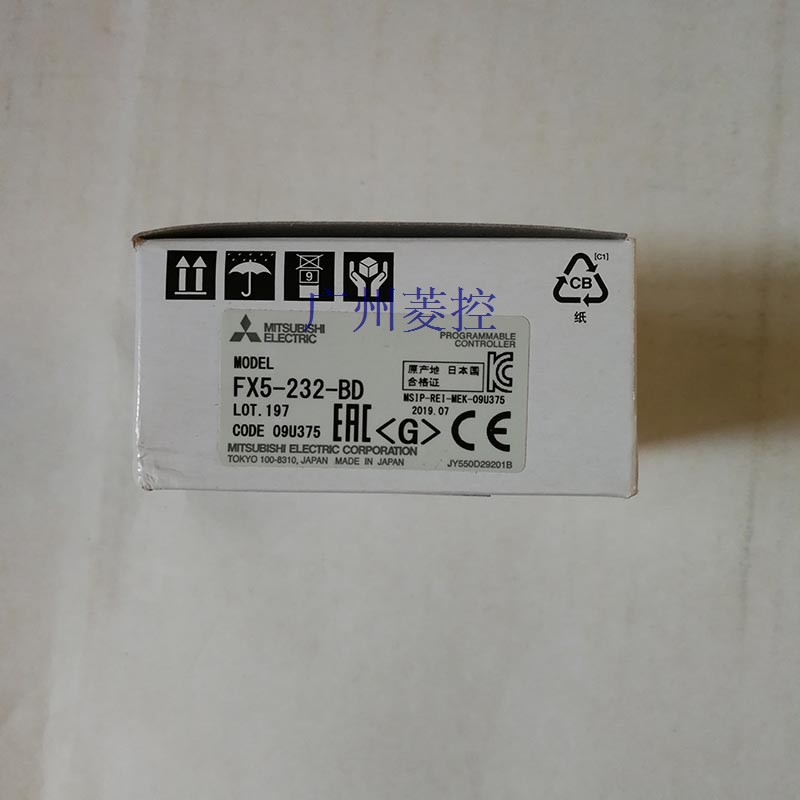 9
[C1]
CB
纸
广州菱控
MITSUBISHI
ELECTRIC
PROGRAMMABLE
CONTROLLER
MODEL
FX5-232-BD
原产地 日本国
合格证
MSIP-REI-MEK-09U375
LOT.197
2019.07
CODE 09U375
EAC <G> CE
MITSUBISHI ELECTRIC CORPORATION
TOKYO 100-8310, JAPAN MADE IN JAPAN
JY550D29201B